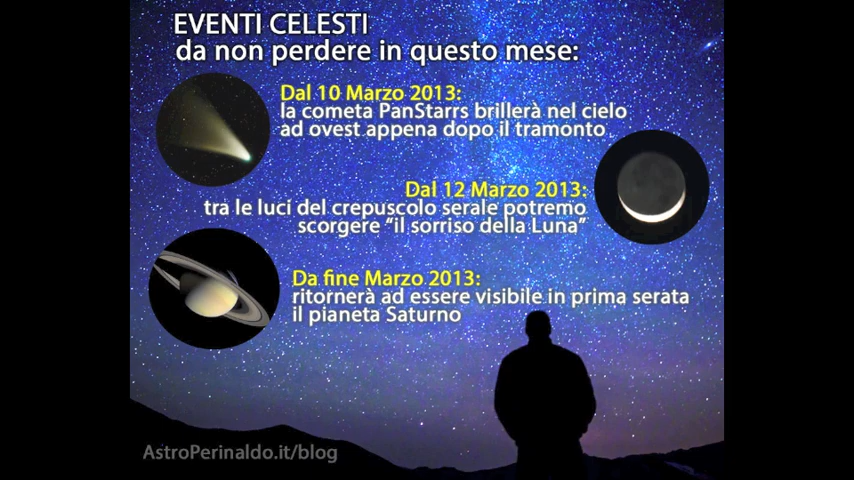 EVENTI CELESTI
da non perdere in questo mese:
Dal 10 Marzo 2013:
la cometa PanStarrs brillerà nel cielo
ad ovest appena dopo il tramonto
Dal 12 Marzo 2013:
tra le luci del crepuscolo serale potremo
scorgere “il sorriso della Luna”
Da fine Marzo 2013:
ritornerà ad essere visibile in prima serata
il pianeta Saturno
AstroPerinaldo.it/blog